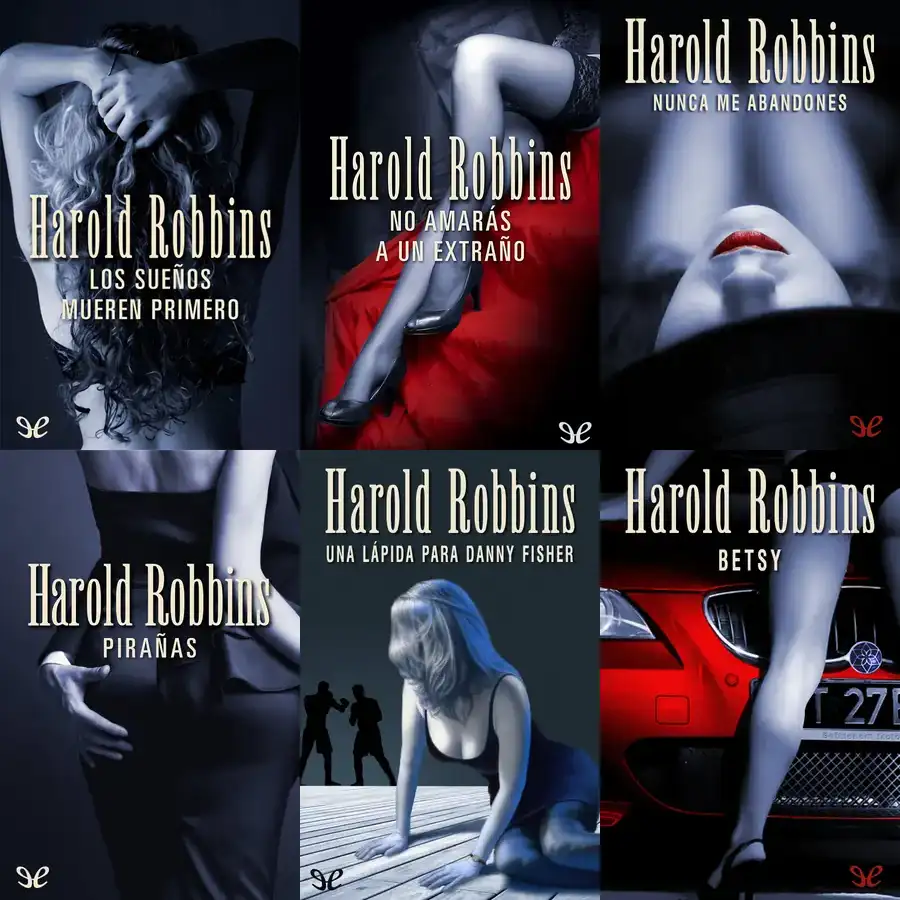 Harold Robbins
LOS SUEÑOS
MUEREN PRIMERO
Harold Robbins
NO AMARÁS
A UN EXTRAÑO
Harold Robbins
NUNCA ME ABANDONES
Harold Robbins
PIRAÑAS
Harold Robbins
UNA LÁPIDA PARA DANNY FISHER
Harold Robbins
BETSY
T 27